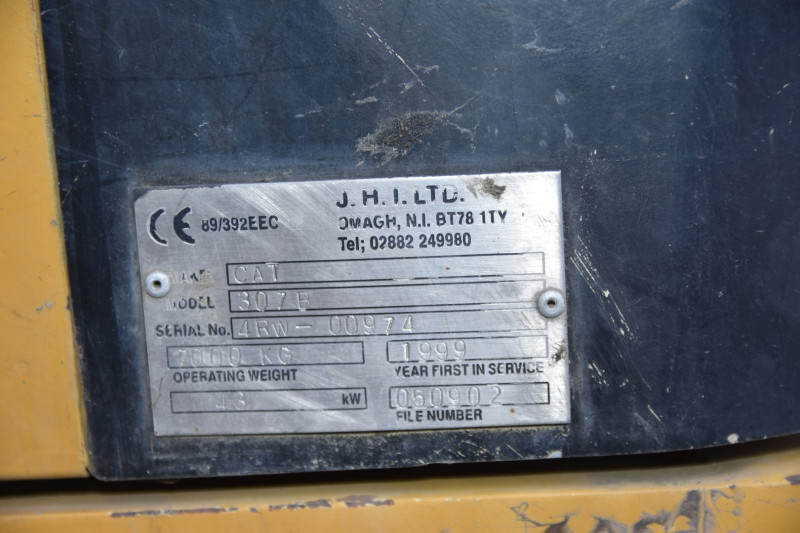 J. H. I. LTD.
CE 89/392EEC OMAGH, N.I. BT78 1TY
Tel; 02882 249980
MAKE CAT
MODEL 307B
SERIAL No. 4RW-00974
7000 KG 1999
OPERATING WEIGHT YEAR FIRST IN SERVICE
43 kW 060902
FILE NUMBER